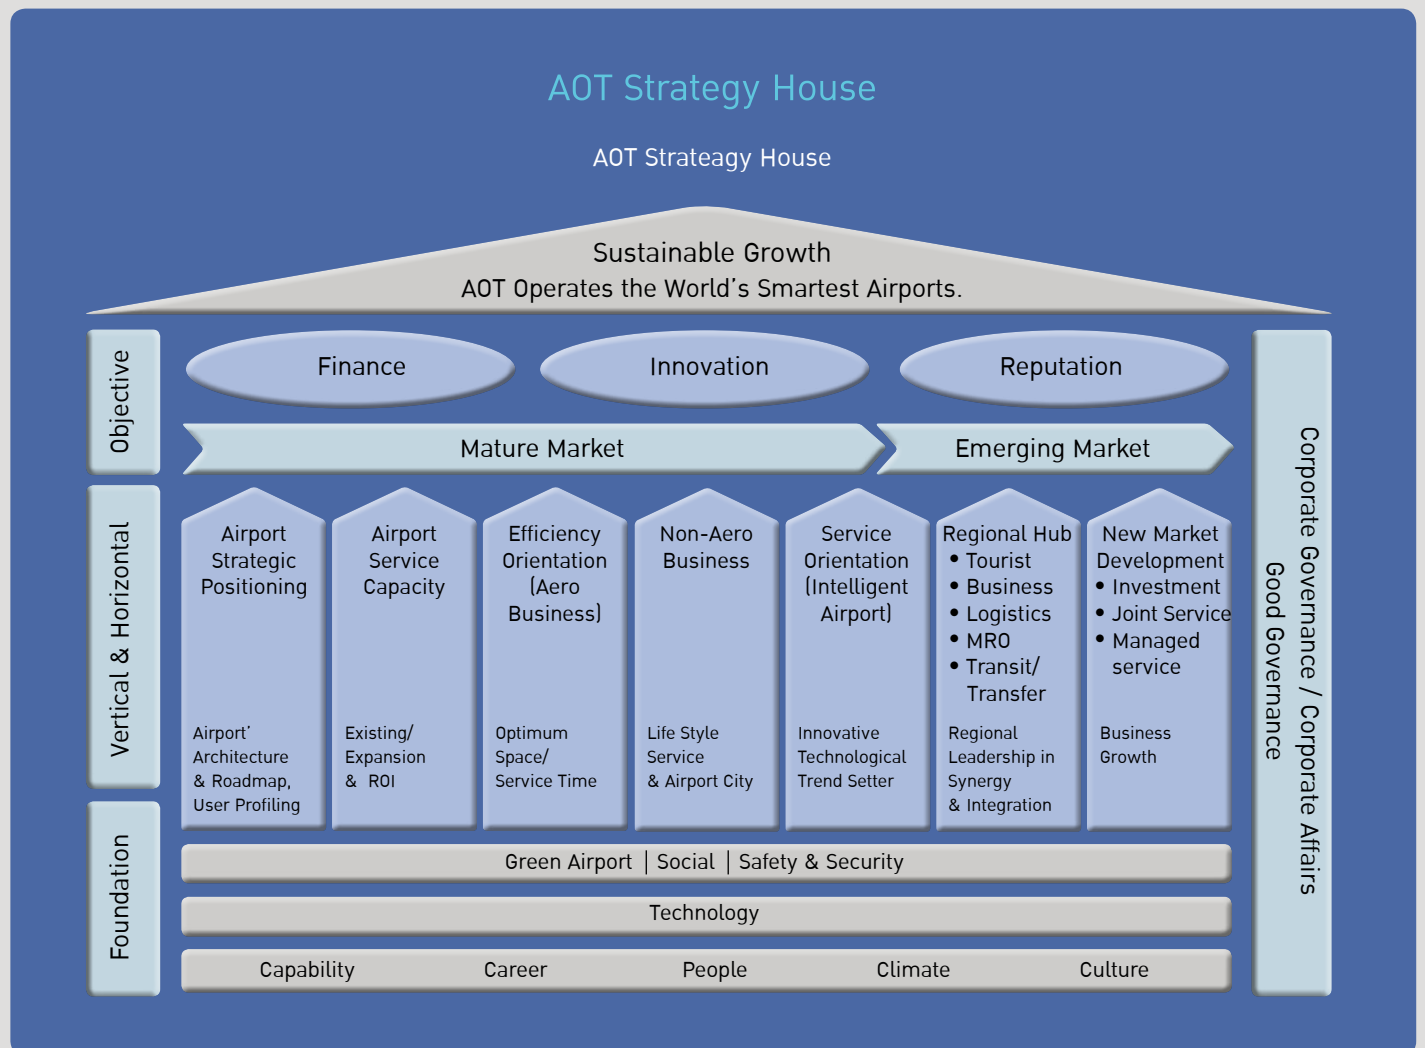 AOT Strategy House
AOT Strateagy House
Sustainable Growth
AOT Operates the World's Smartest Airports.
Objective
Finance
Innovation
Reputation
Mature Market
Emerging Market
Vertical & Horizontal
Airport
Strategic
Positioning
Airport'
Architecture
& Roadmap,
User Profiling
Airport
Service
Capacity
Existing/
Expansion
& ROI
Efficiency
Orientation
(Aero
Business)
Optimum
Space/
Service Time
Non-Aero
Business
Life Style
Service
& Airport City
Service
Orientation
(Intelligent
Airport)
Innovative
Technological
Trend Setter
Regional Hub
• Tourist
• Business
• Logistics
• MRO
• Transit/
Transfer
Regional
Leadership in
Synergy
& Integration
New Market
Development
• Investment
• Joint Service
• Managed
service
Business
Growth
Foundation
Green Airport | Social | Safety & Security
Technology
Capability Career People Climate Culture
Corporate Governance / Corporate Affairs
Good Governance